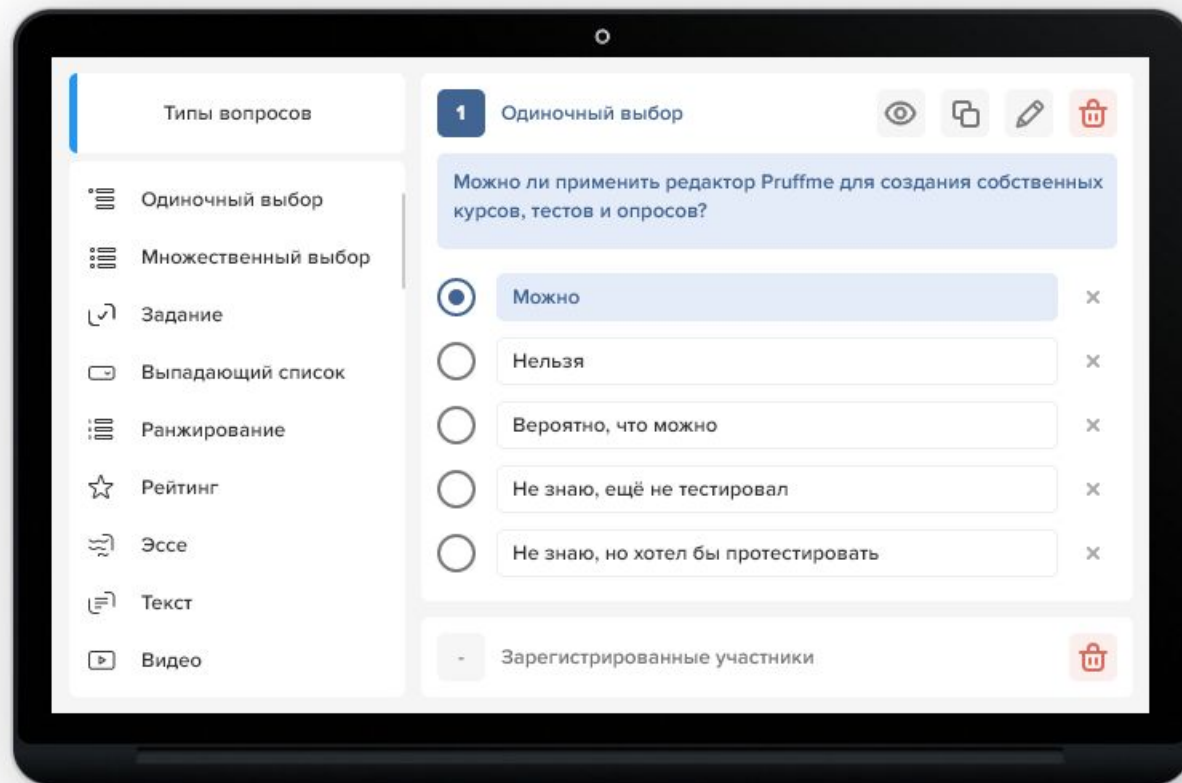 Типы вопросов
Одиночный выбор
Множественный выбор
Задание
Выпадающий список
Ранжирование
Рейтинг
Эссе
Текст
Видео
1 Одиночный выбор
Можно ли применить редактор Pruffme для создания собственных
курсов, тестов и опросов?
Можно
Нельзя
Вероятно, что можно
Не знаю, ещё не тестировал
Не знаю, но хотел бы протестировать
- Зарегистрированные участники